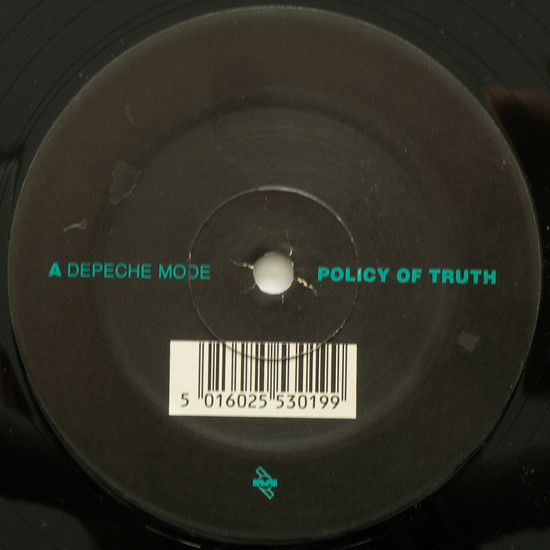 A DEPECHE MODE POLICY OF TRUTH
5 016025 530199